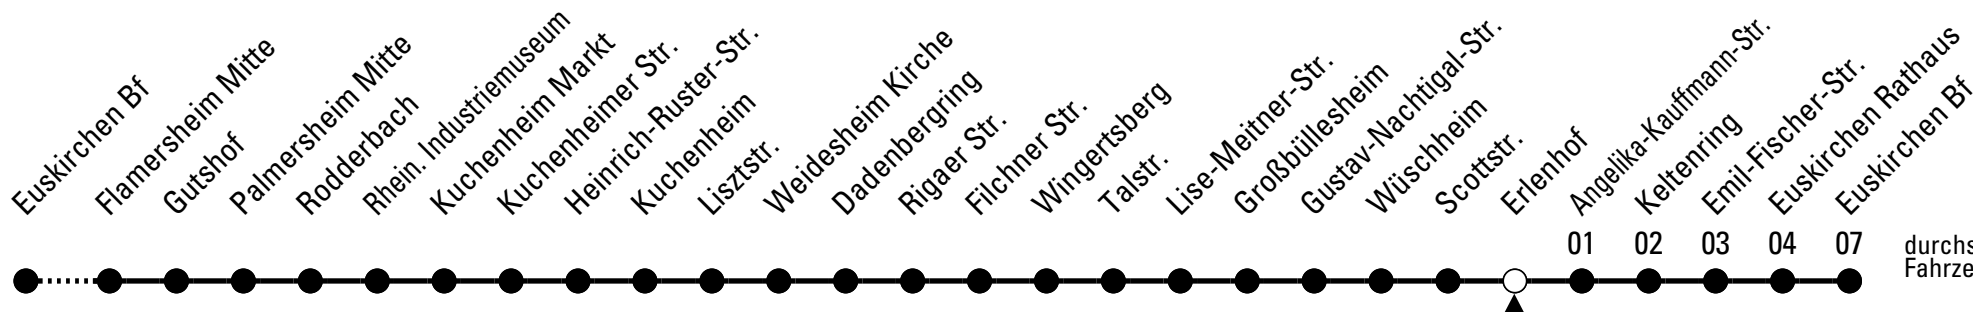 Euskirchen Bf
Flamersheim Mitte
Gutshof
Palmersheim Mitte
Rodderbach
Rhein. Industriemuseum
Kuchenheim Markt
Kuchenheimer Str.
Heinrich-Ruster-Str.
Kuchenheim
Lisztstr.
Weidesheim Kirche
Dadenbergring
Rigaer Str.
Filchner Str.
Wingertsberg
Talstr.
Lise-Meitner-Str.
Großbüllesheim
Gustav-Nachtigal-Str.
Wüschheim
Scottstr.
Erlenhof
Angelika-Kauffmann-Str.
Keltenring
Emil-Fischer-Str.
Euskirchen Rathaus
Euskirchen Bf
01 02 03 04 07
durchs
Fahrze